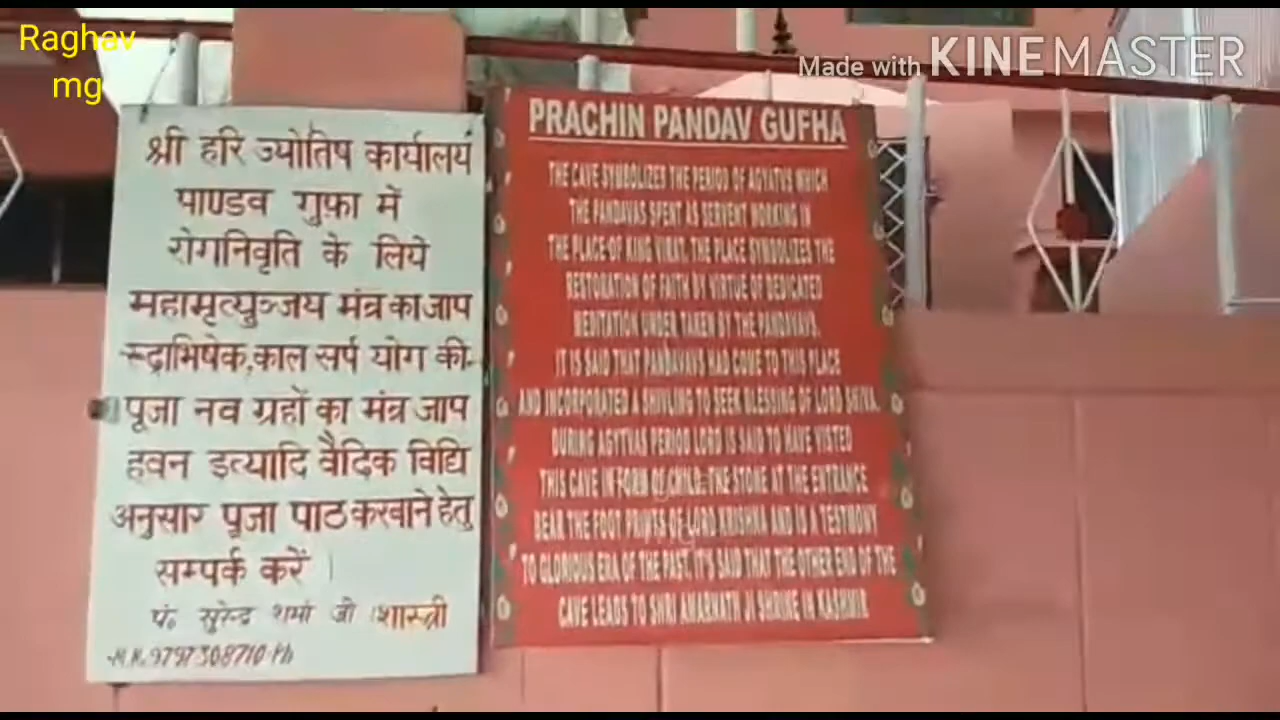 Raghav
mg
Made with KINEMASTER
श्री हरि ज्योतिष कार्यालय
पाण्डव गुफ़ा में
रोगनिवृति के लिये
महामृत्युञ्जय मंत्र का जाप
रूद्राभिषेक, काल सर्प योग की
पूजा नव ग्रहों का मंत्र जाप
हवन इत्यादि वैदिक विद्यि
अनुसार पूजा पाठ करवाने हेतु
सम्पर्क करें ।
पं॰ सुरेन्द्र शर्मा जी शास्त्री
M.N. 9797308710 Ph
PRACHIN PANDAV GUFHA
THE CAVE SYMBOLIZES THE PERIOD OF AGYATVS WHICH
THE PANDAVAS SPENT AS SERVENT WORKING IN
THE PLACE OF KING VIRAT. THE PLACE SYMBOLIZES THE
RESTORATION OF FAITH BY VIRTUE OF DEDICATED
MEDITATION UNDER TAKEN BY THE PANDAVAS.
IT IS SAID THAT PANDAVAVS HAD COME TO THIS PLACE
AND INCORPORATED A SHIVLING TO SEEK BLESSING OF LORD SHIVA.
DURING AGYTVAS PERIOD LORD IS SAID TO HAVE VISTED
THIS CAVE IN FORM OF CHILD. THE STONE AT THE ENTRANCE
BEAR THE FOOT PRINTS OF LORD KRISHNA AND IS A TESTMONY
TO GLORIOUS ERA OF THE PAST. IT'S SAID THAT THE OTHER END OF THE
CAVE LEADS TO SHRI AMARNATH JI SHRINE IN KASHMIR